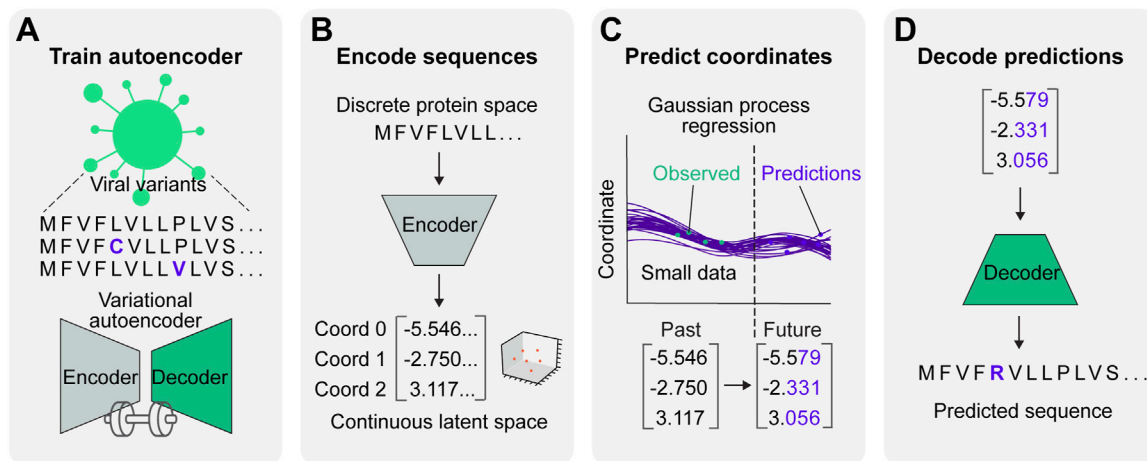 A
Train autoencoder
Viral variants
MFVFLVLLPLVS...
MFVFCVLLPLVS...
MFVFLVLLVLVS...
Variational
autoencoder
Encoder
Decoder
B
Encode sequences
Discrete protein space
MFVFLVLL...
Encoder
Coord 0
-5.546...
Coord 1
-2.750...
Coord 2
3.117...
Continuous latent space
C
Predict coordinates
Gaussian process
regression
Observed
Predictions
Coordinate
Small data
Past
Future
-5.546
-5.579
-2.750
-2.331
3.117
3.056
D
Decode predictions
-5.579
-2.331
3.056
Decoder
MFVFRVLLPLVS...
Predicted sequence